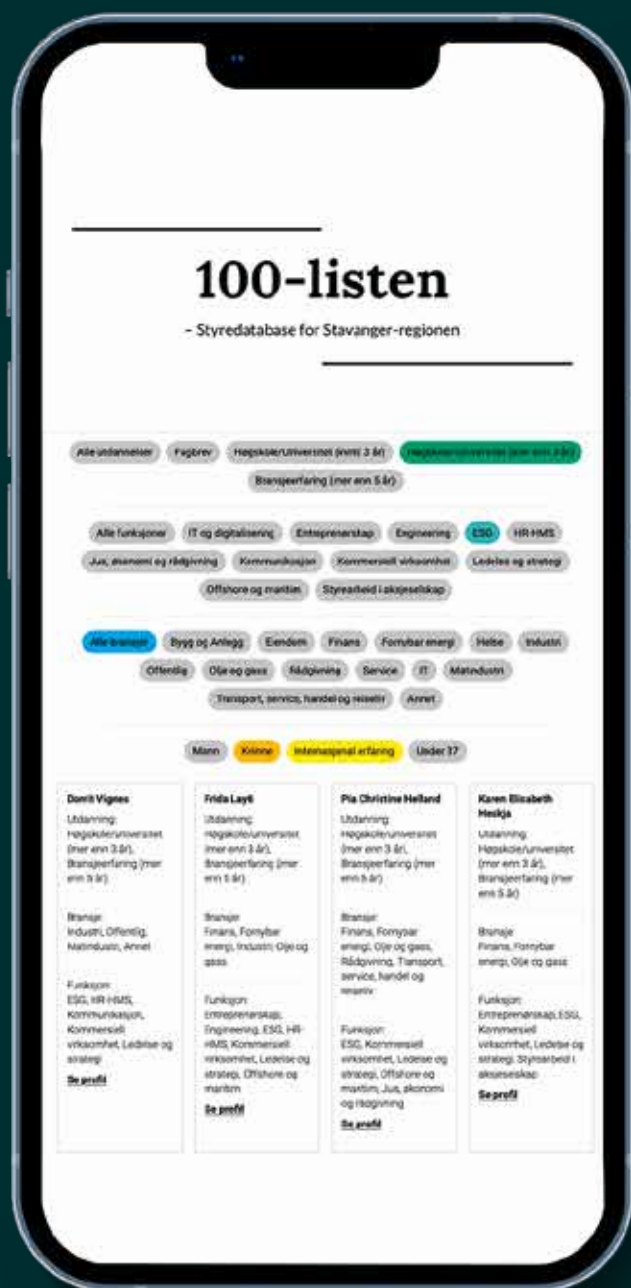 100-listen
– Styredatabase for Stavanger-regionen
Alle utdannelser Fagbrev Høgskole/Universitet (inntil 3 år) Høgskole/Universitet (mer enn 3 år)
Bransjeerfaring (mer enn 5 år)
Alle funksjoner IT og digitalisering Entreprenørskap Engineering ESG HR-HMS
Jus, økonomi og rådgivning Kommunikasjon Kommersiell virksomhet Ledelse og strategi
Offshore og maritim Styrearbeid i aksjeselskap
Alle bransjer Bygg og Anlegg Eiendom Finans Fornybar energi Helse Industri
Offentlig Olje og gass Rådgivning Service IT Matindustri
Transport, service, handel og reiseliv Annet
Mann Kvinne Internasjonal erfaring Under 37
Dorrit Vignes
Utdanning:
Høgskole/universitet
(mer enn 3 år),
Bransjeerfaring (mer
enn 5 år)
Bransje
Industri, Offentlig,
Matindustri, Annet
Funksjon:
ESG, HR-HMS,
Kommunikasjon,
Kommersiell
virksomhet, Ledelse og
strategi
Se profil
Frida
Utdanning:
Høgskole/universitet
(mer enn 3 år),
Bransjeerfaring (mer
enn 5 år)
Bransje
Finans, Fornybar
energi, Industri, Olje og
gass
Funksjon:
Entreprenørskap,
Engineering, ESG, HR-
HMS, Kommersiell
virksomhet, Ledelse og
strategi, Offshore og
maritim
Se profil
Pia Christine Helland
Utdanning:
Høgskole/universitet
(mer enn 3 år),
Bransjeerfaring (mer
enn 5 år)
Bransje
Finans, Fornybar
energi, Olje og gass,
Rådgivning, Transport,
service, handel og
reiseliv
Funksjon:
ESG, Kommersiell
virksomhet, Ledelse og
strategi, Offshore og
maritim, Jus, økonomi
og rådgivning
Se profil
Karen Elisabeth
Heskja
Utdanning:
Høgskole/universitet
(mer enn 3 år),
Bransjeerfaring (mer
enn 5 år)
Bransje
Finans, Fornybar
energi, Olje og gass
Funksjon:
Entreprenørskap, ESG,
Kommersiell
virksomhet, Ledelse og
strategi, Styrearbeid i
aksjeselskap
Se profil